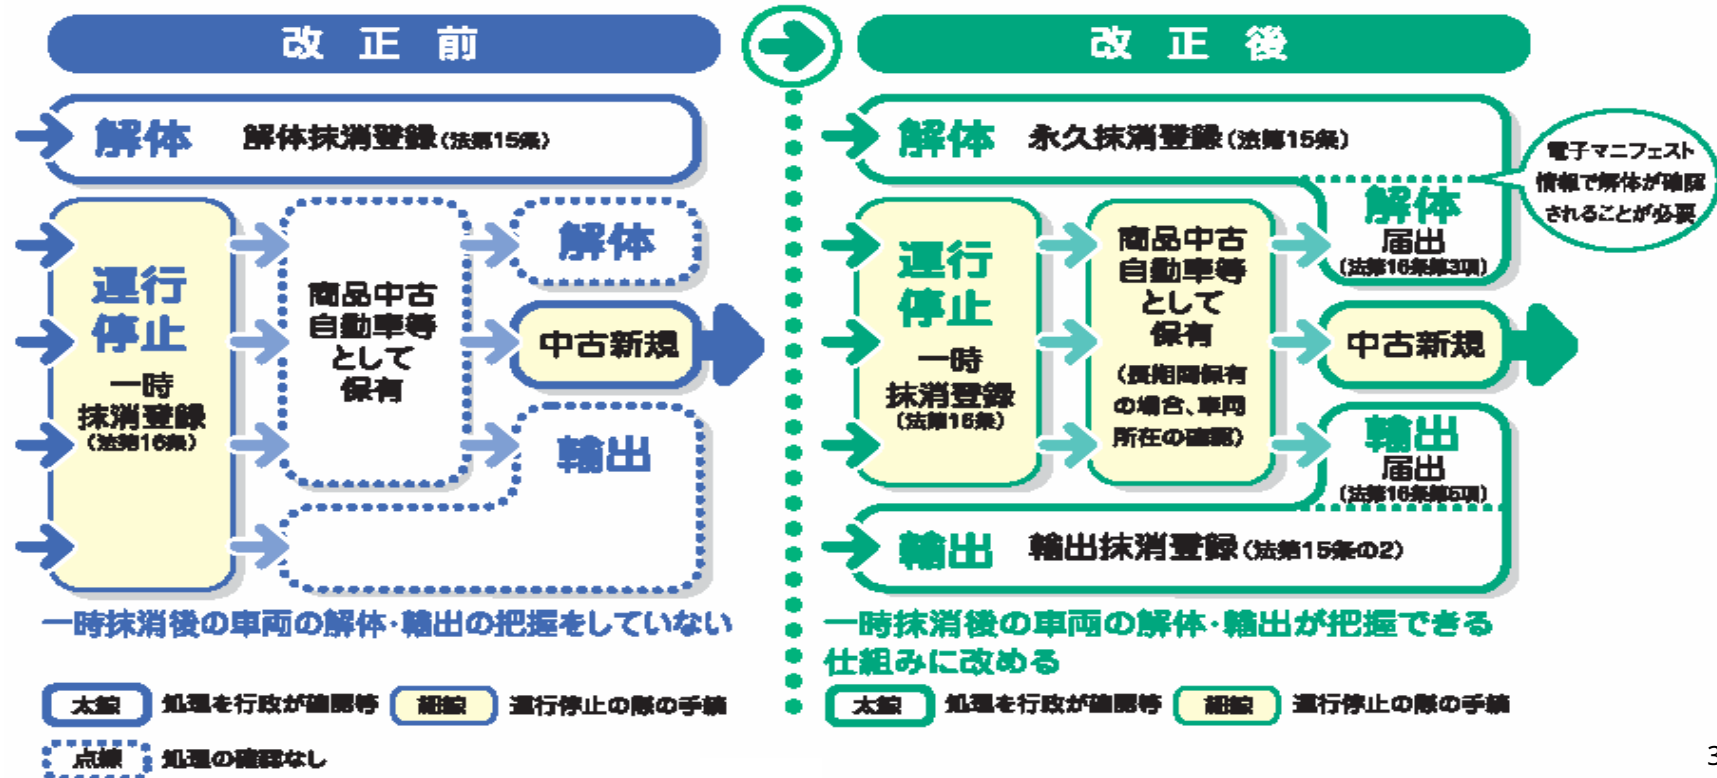 改正前
解体 解体抹消登録(法第15条)
運行
停止
一時
抹消登録
(法第16条)
商品中古
自動車等
として
保有
解体
中古新規
輸出
一時抹消後の車両の解体・輸出の把握をしていない
太線 処理を行政が確認等 細線 運行停止の際の手続
点線 処理の確認なし
改正後
解体 永久抹消登録(法第15条)
電子マニフェスト
情報で解体が確認
されることが必要
運行
停止
一時
抹消登録
(法第16条)
商品中古
自動車等
として
保有
(長期間保有
の場合、車両
所在の確認)
解体
届出
(法第16条第3項)
中古新規
輸出
届出
(法第16条第5項)
輸出 輸出抹消登録(法第15条の2)
一時抹消後の車両の解体・輸出が把握できる
仕組みに改める
太線 処理を行政が確認等 細線 運行停止の際の手続
3